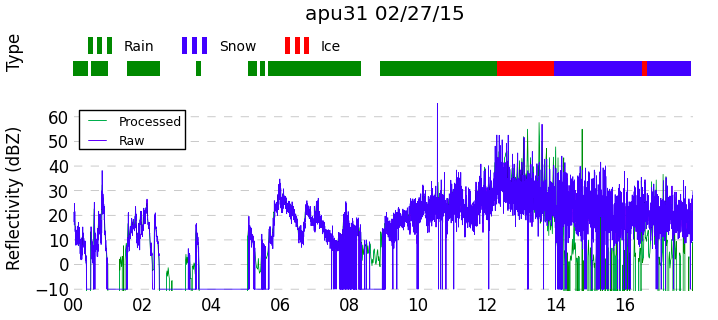 apu31 02/27/15
Type
Rain Snow Ice
Reflectivity (dBZ)
60
50
40
30
20
10
0
−10
Processed
Raw
00 02 04 06 08 10 12 14 16